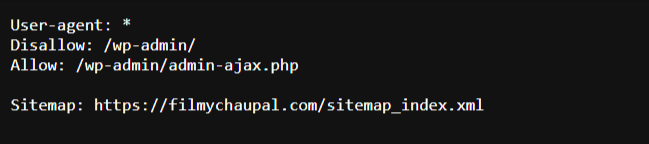 User-agent: *
Disallow: /wp-admin/
Allow: /wp-admin/admin-ajax.php
Sitemap: https://filmychaupal.com/sitemap_index.xml